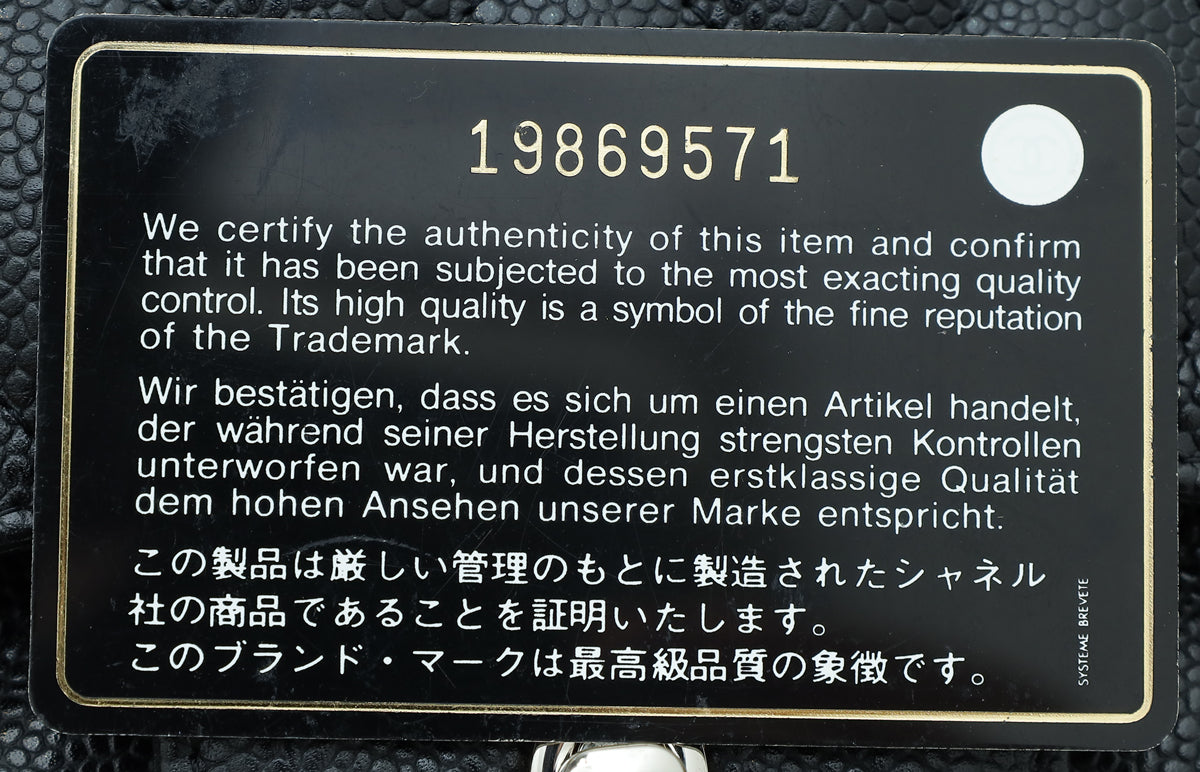 19869571
We certify the authenticity of this item and confirm
that it has been subjected to the most exacting quality
control. Its high quality is a symbol of the fine reputation
of the Trademark.
Wir bestätigen, dass es sich um einen Artikel handelt,
der während seiner Herstellung strengsten Kontrollen
unterworfen war, und dessen erstklassige Qualität
dem hohen Ansehen unserer Marke entspricht.
この製品は厳しい管理のもとに製造されたシャネル
社の商品であることを証明いたします。
このブランド・マークは最高級品質の象徴です。
SYSTEME BREVETE